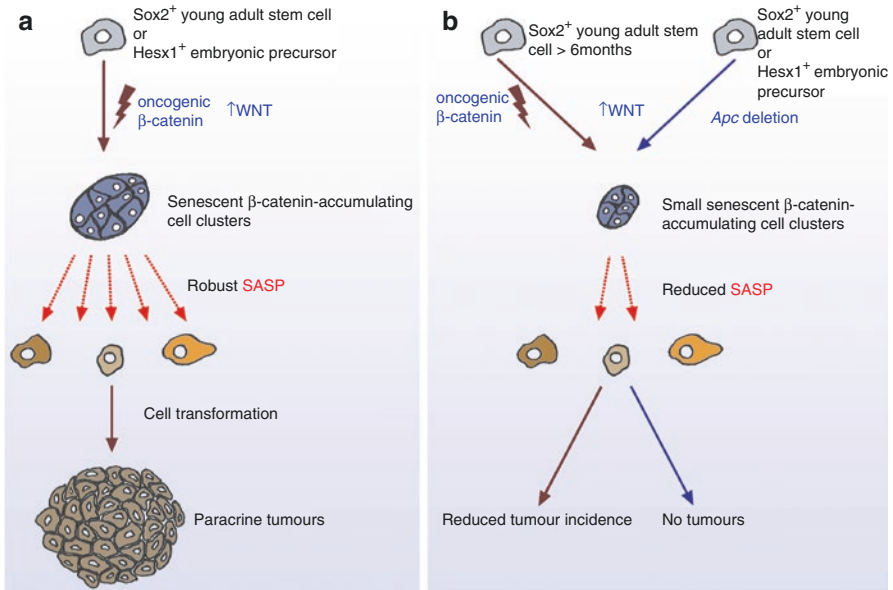 a
Sox2+ young adult stem cell
or
Hesx1+ embryonic precursor
oncogenic
β-catenin
↑WNT
Senescent β-catenin-accumulating
cell clusters
Robust SASP
Cell transformation
Paracrine tumours
b
Sox2+ young adult stem
cell > 6months
Sox2+ young
adult stem cell
or
Hesx1+ embryonic
precursor
oncogenic
β-catenin
↑WNT
Apc deletion
Small senescent β-catenin-
accumulating cell clusters
Reduced SASP
Reduced tumour incidence
No tumours